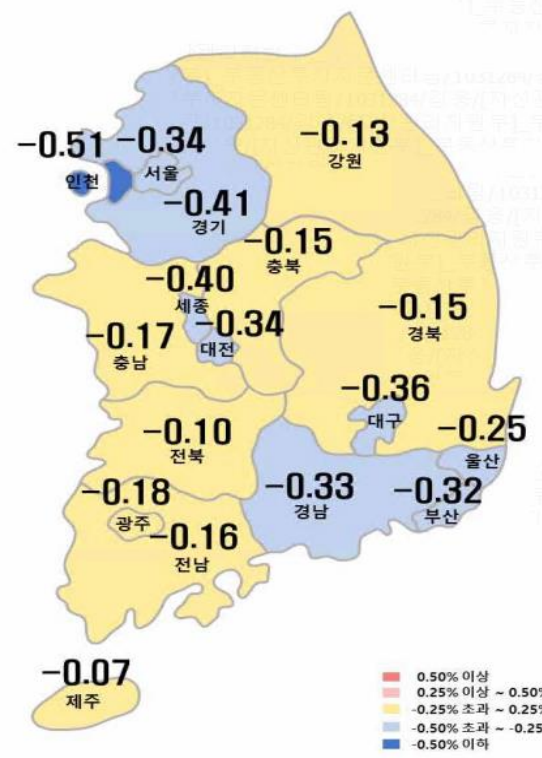 -0.13
강원
-0.51
인천
-0.34
서울
-0.41
경기
-0.15
충북
-0.40
세종
-0.34
대전
-0.17
충남
-0.15
경북
-0.36
대구
-0.25
울산
-0.10
전북
-0.33
경남
-0.32
부산
-0.18
광주
-0.16
전남
-0.07
제주
0.50% 이상
0.25% 이상 ~ 0.50%
-0.25% 초과 ~ 0.25%
-0.50% 초과 ~ -0.25
-0.50% 이하